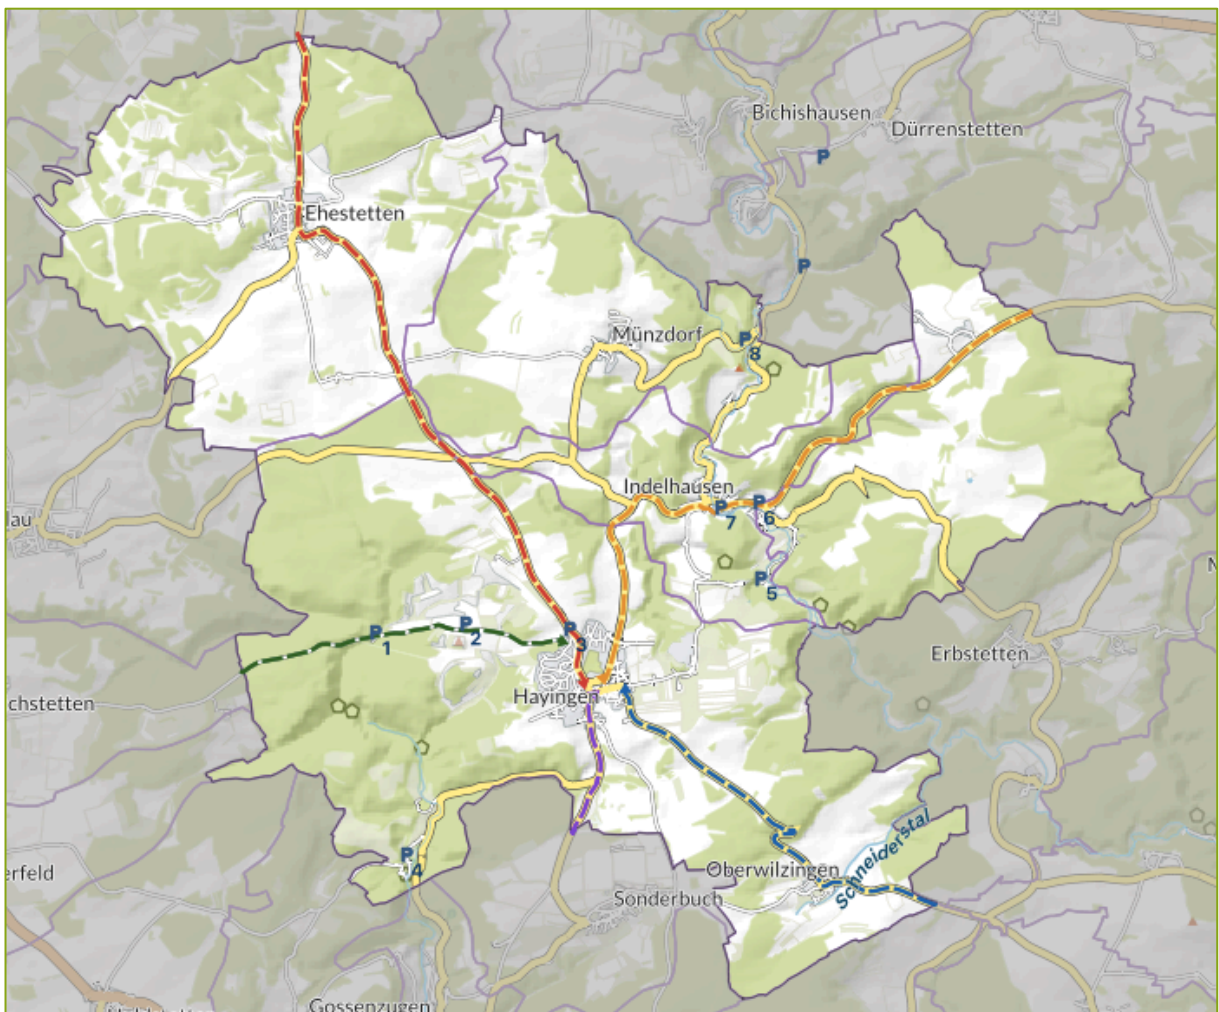 Bichishausen
P
Dürrenstetten
Ehestetten
P
Münzdorf
P
8
Indelhausen
P
7
P
6
lau
P
5
P
1
P
2
P
3
Erbstetten
Hayingen
chstetten
Schneiderstal
P
4
erfeld
Oberwilzingen
Sonderbuch
Gossenzugen